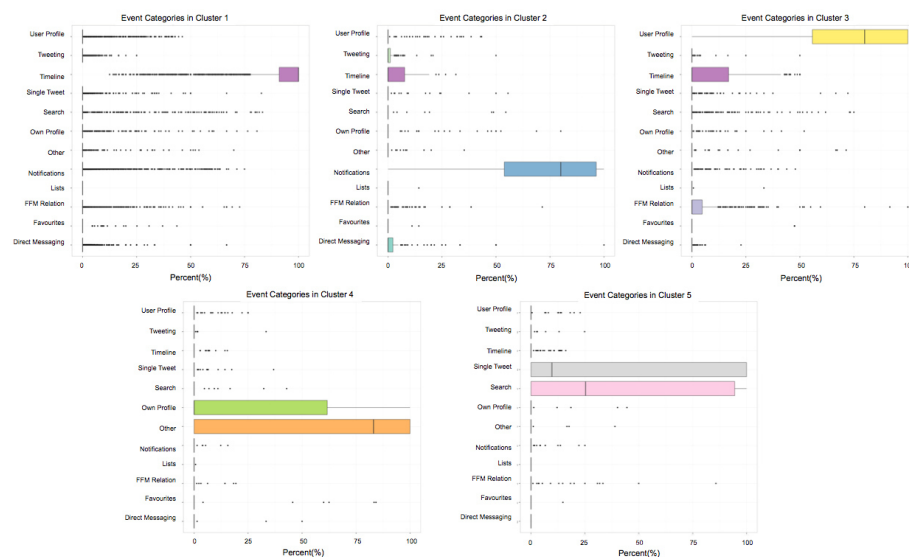 Event Categories in Cluster 1
User Profile
Tweeting
Timeline
Single Tweet
Search
Own Profile
Other
Notifications
Lists
FFM Relation
Favourites
Direct Messaging
0 25 50 75 100
Percent(%)
Event Categories in Cluster 2
User Profile
Tweeting
Timeline
Single Tweet
Search
Own Profile
Other
Notifications
Lists
FFM Relation
Favourites
Direct Messaging
0 25 50 75 100
Percent(%)
Event Categories in Cluster 3
User Profile
Tweeting
Timeline
Single Tweet
Search
Own Profile
Other
Notifications
Lists
FFM Relation
Favourites
Direct Messaging
0 25 50 75 100
Percent(%)
Event Categories in Cluster 4
User Profile
Tweeting
Timeline
Single Tweet
Search
Own Profile
Other
Notifications
Lists
FFM Relation
Favourites
Direct Messaging
0 25 50 75 100
Percent(%)
Event Categories in Cluster 5
User Profile
Tweeting
Timeline
Single Tweet
Search
Own Profile
Other
Notifications
Lists
FFM Relation
Favourites
Direct Messaging
0 25 50 75 100
Percent(%)